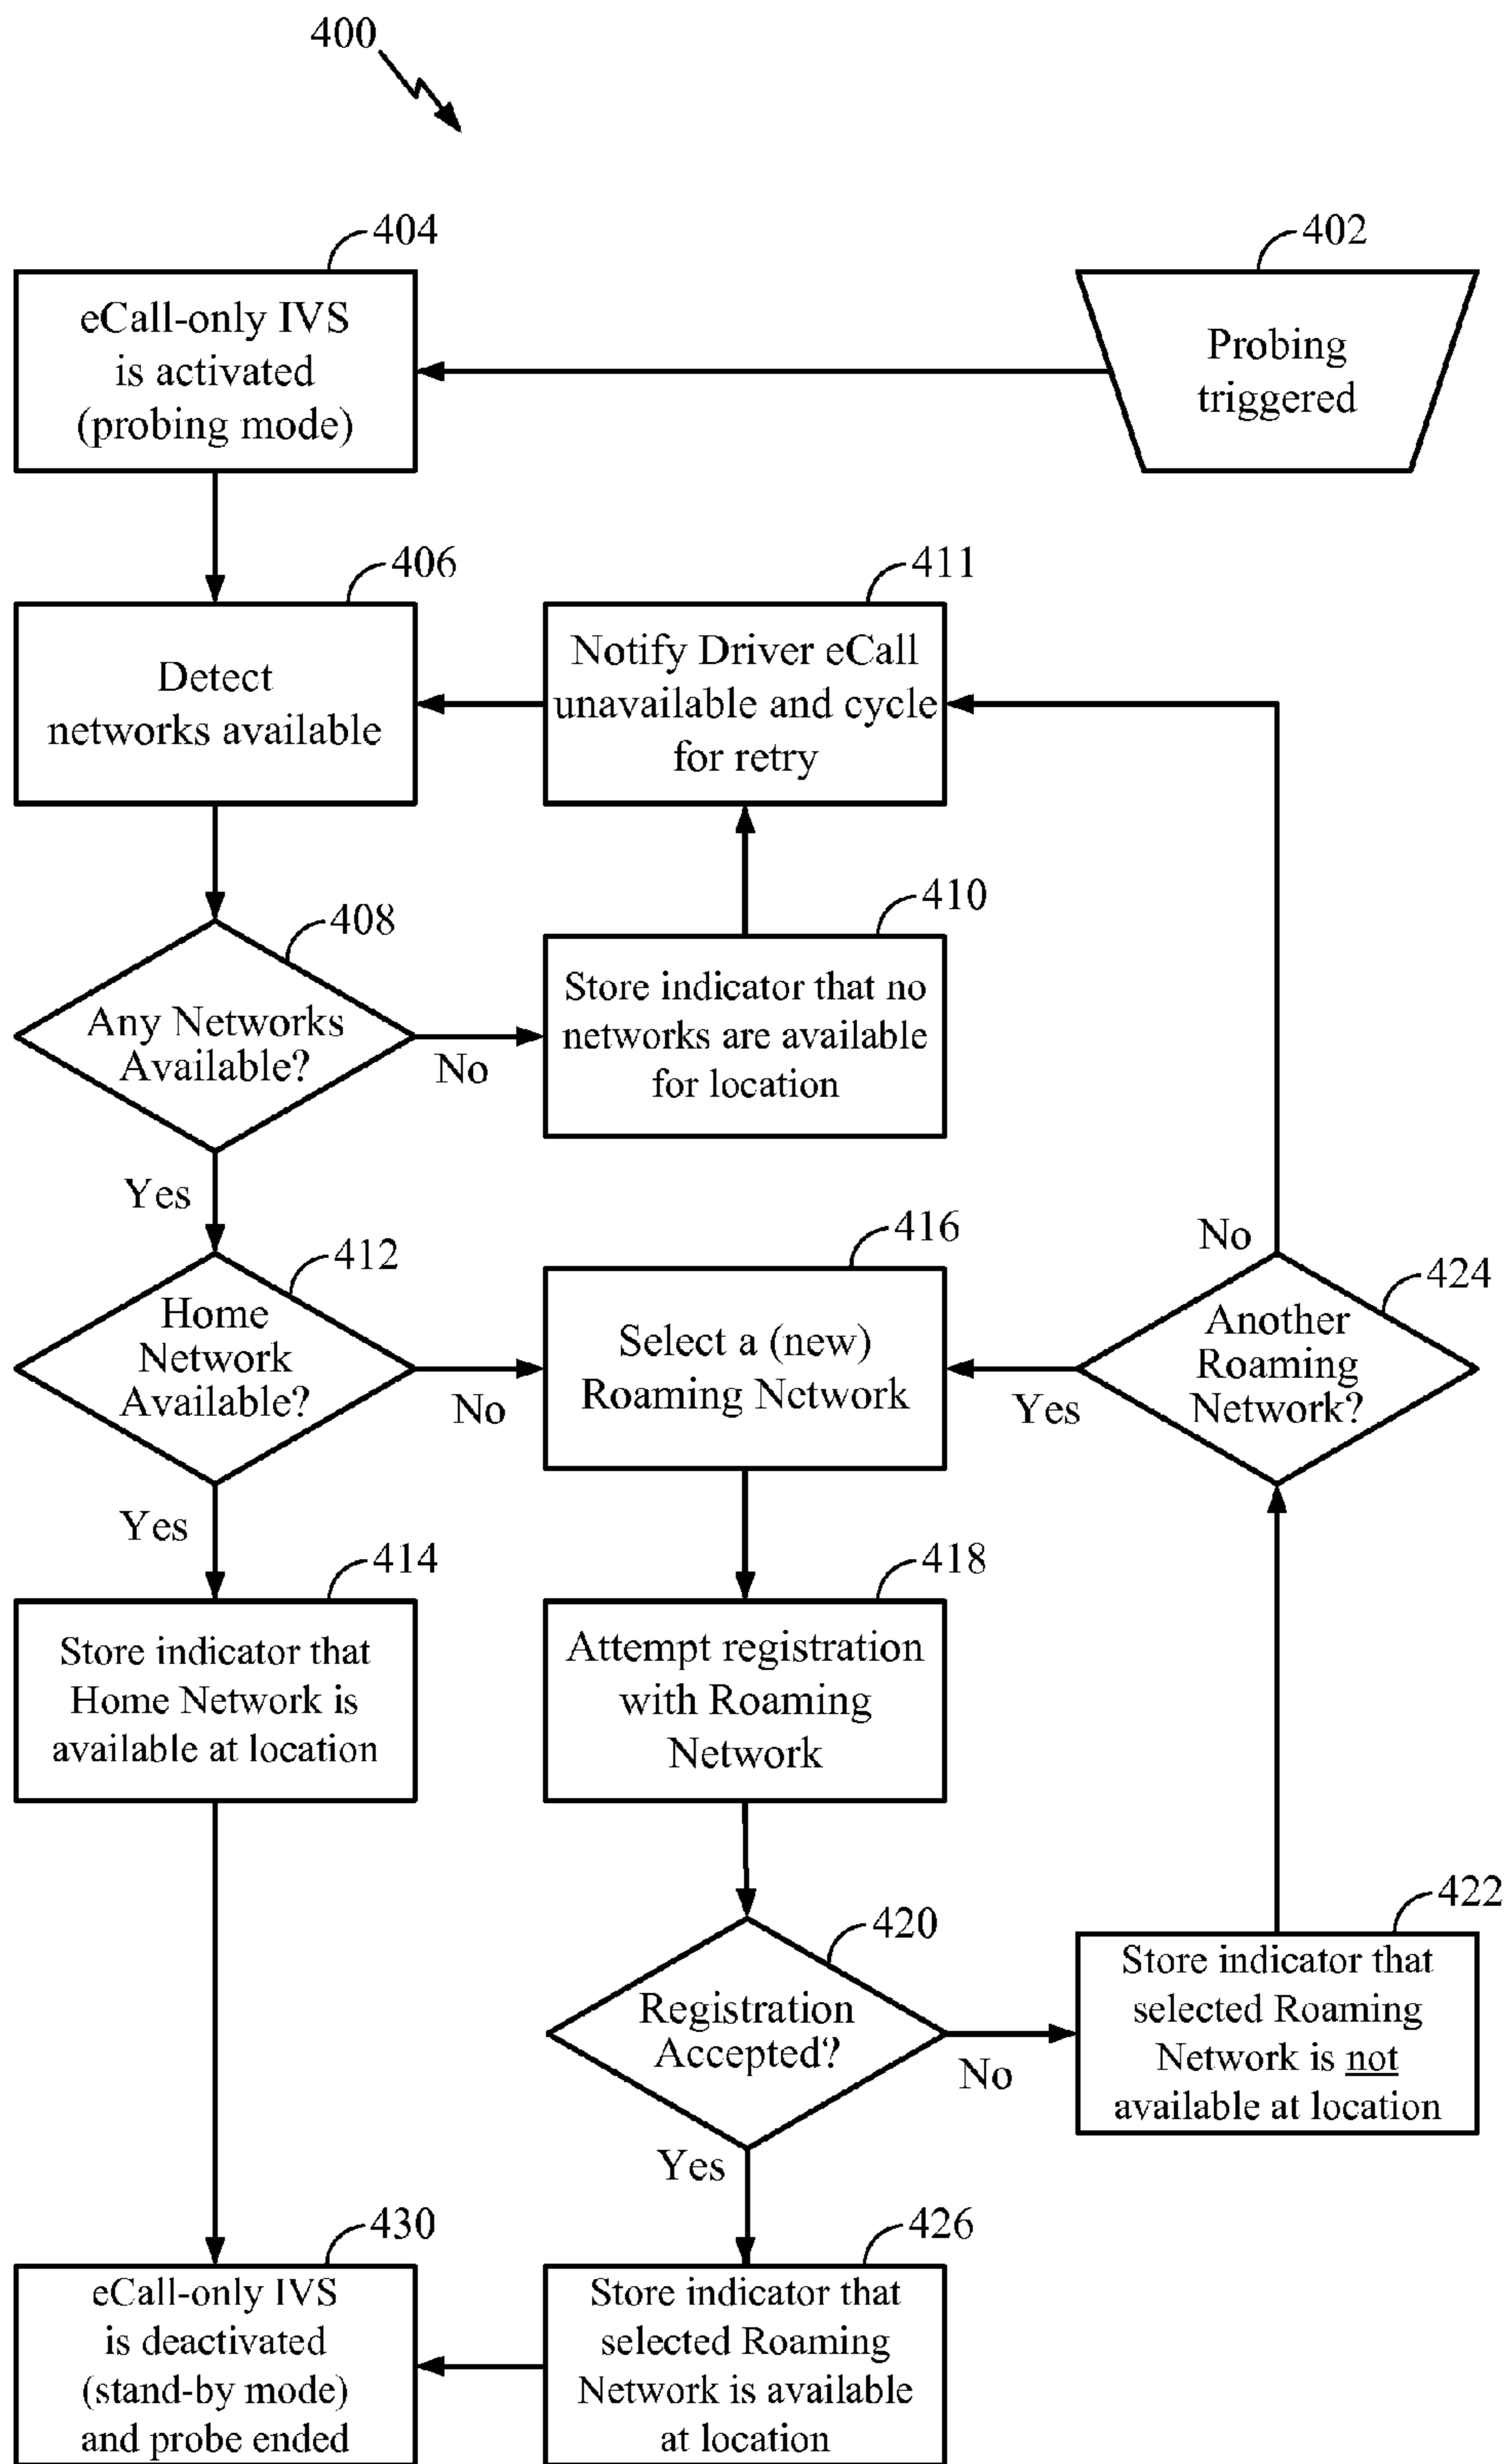 400
404
402
eCall-only IVS
is activated
(probing mode)
Probing
triggered
406
411
Detect
networks available
Notify Driver eCall
unavailable and cycle
for retry
408
410
Any Networks
Available?
No
Store indicator that no
networks are available
for location
Yes
412
416
No
424
Home
Network
Available?
No
Select a (new)
Roaming Network
Yes
Another
Roaming
Network?
Yes
414
418
Store indicator that
Home Network is
available at location
Attempt registration
with Roaming
Network
420
422
Registration
Accepted?
No
Store indicator that
selected Roaming
Network is not
available at location
Yes
430
426
eCall-only IVS
is deactivated
(stand-by mode)
and probe ended
Store indicator that
selected Roaming
Network is available
at location